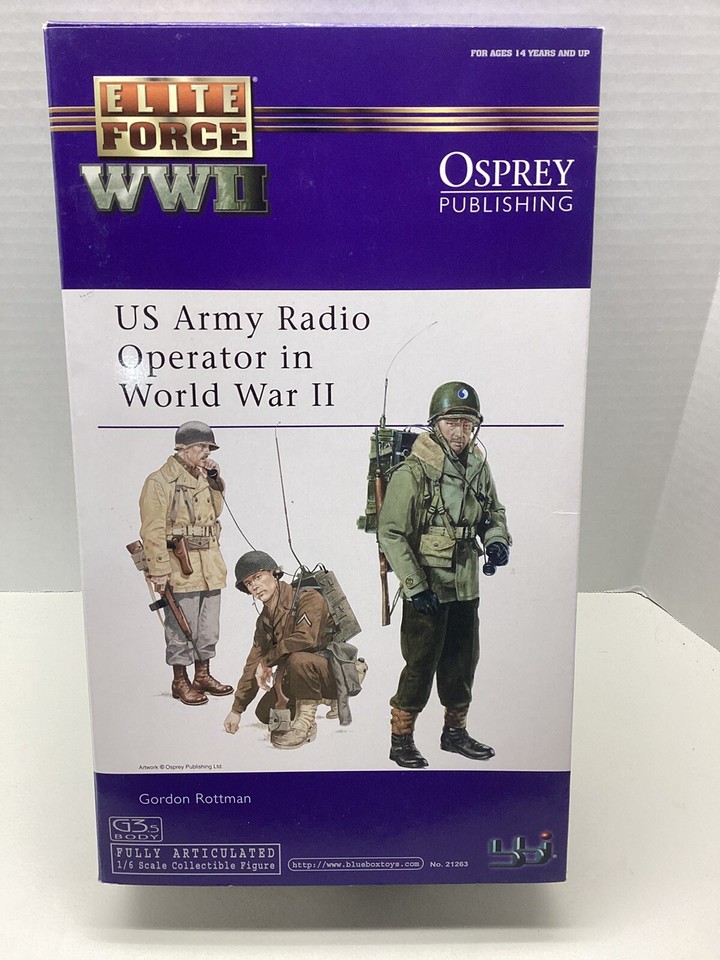 FOR AGES 14 YEARS AND UP
ELITE
FORCE
WWII
OSPREY
PUBLISHING
US Army Radio
Operator in
World War II
Artwork © Osprey Publishing Ltd.
Gordon Rottman
G3.5
BODY
FULLY ARTICULATED
1/6 Scale Collectible Figure
http://www.blueboxtoys.com
No. 21263
bbi